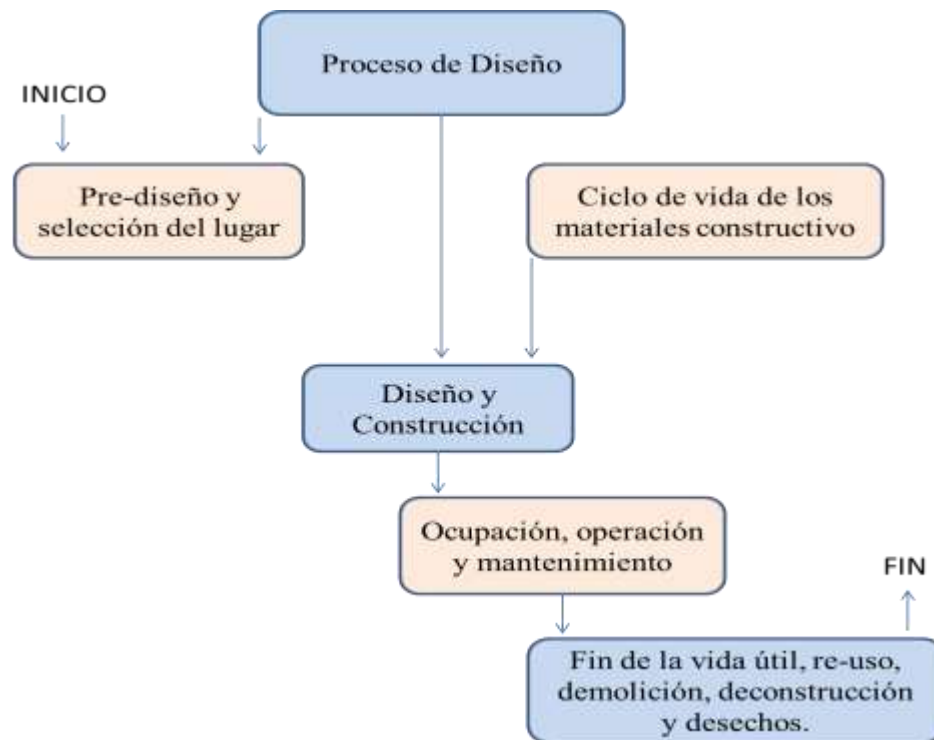 Proceso de Diseño
INICIO
Pre-diseño y
selección del lugar
Ciclo de vida de los
materiales constructivo
Diseño y
Construcción
Ocupación, operación
y mantenimiento
FIN
Fin de la vida útil, re-uso,
demolición, deconstrucción
y desechos.